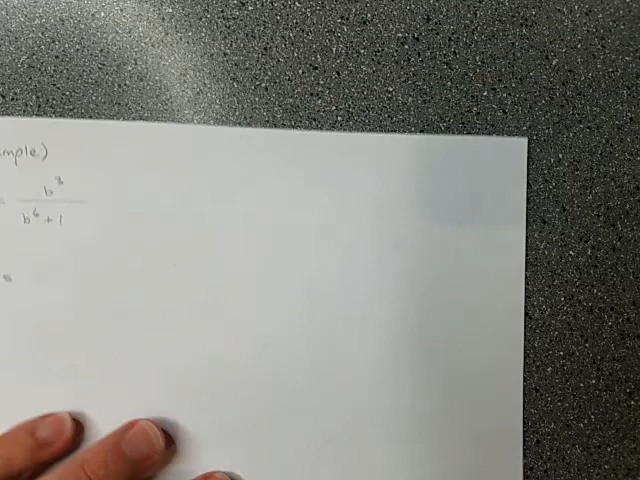 mple)
= b³
b⁶ + 1
∞